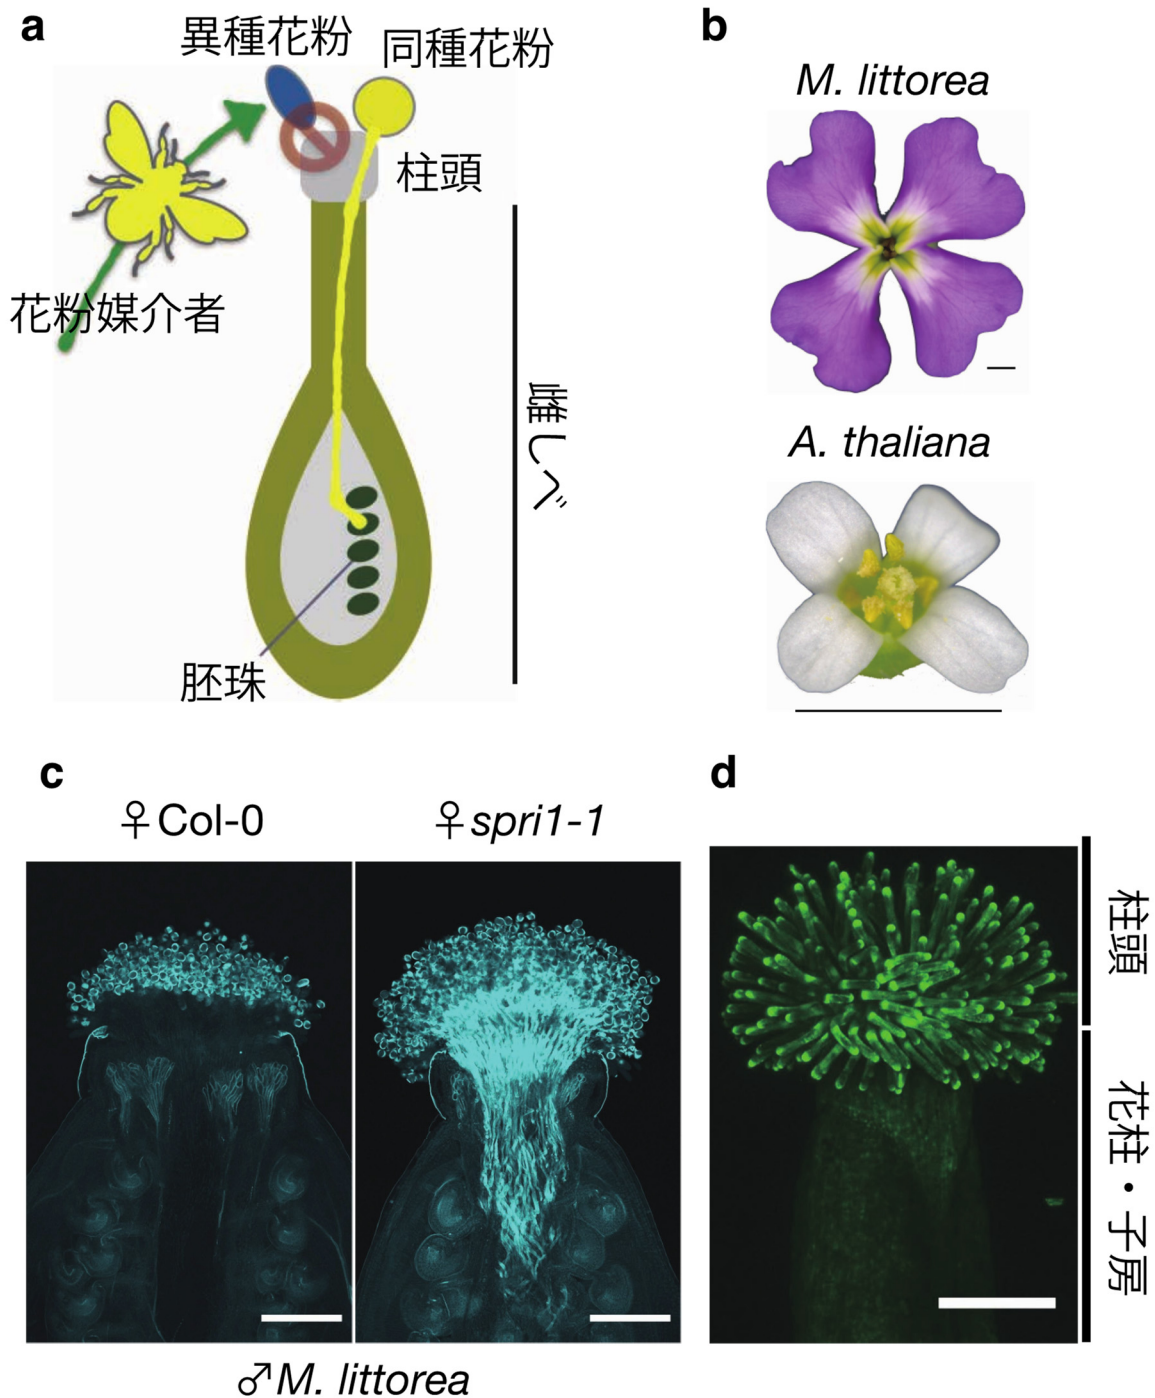 a
異種花粉
同種花粉
柱頭
花粉媒介者
雌しべ
胚珠
b
M. littorea
A. thaliana
c
♀Col-0
♀spri1-1
♂M. littorea
d
柱頭
花柱・子房